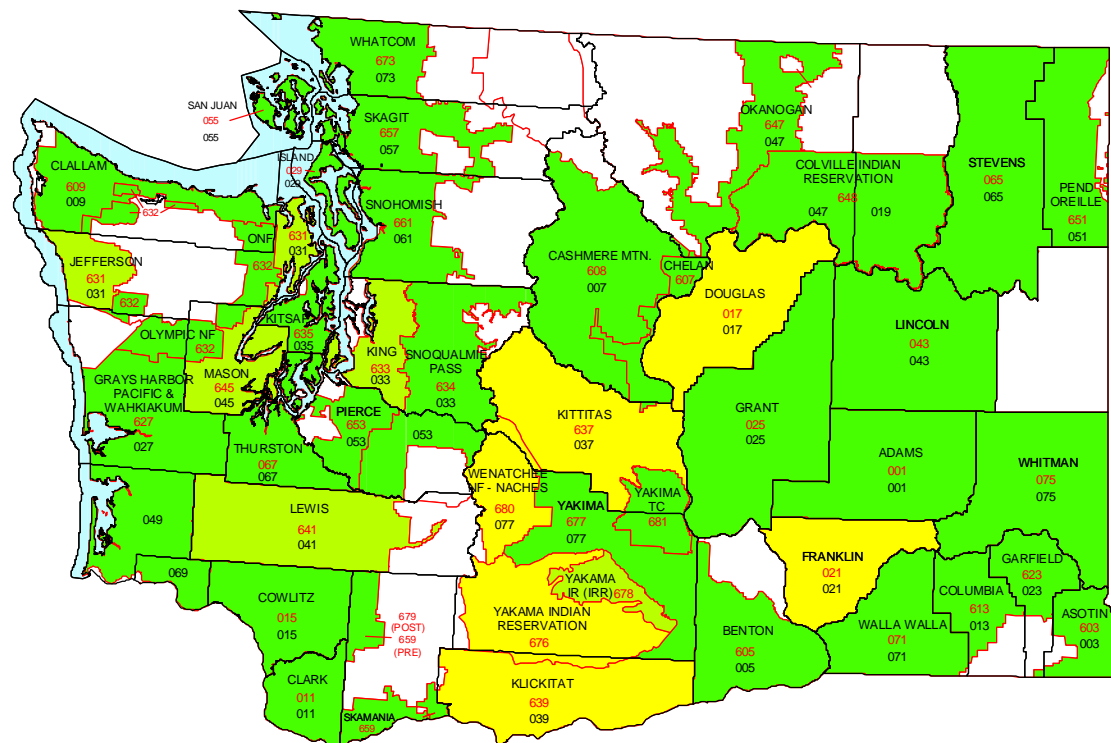 WHATCOM
673
073
SAN JUAN
055
055
SKAGIT
657
057
ISLAND
029
029
CLALLAM
609
009
632
SNOHOMISH
661
061
ONF
632
631
031
JEFFERSON
631
031
632
OLYMPIC NF
632
KITSAP
635
035
MASON
645
045
KING
633
033
SNOQUALMIE
PASS
634
033
GRAYS HARBOR
PACIFIC &
WAHKIAKUM
627
027
THURSTON
067
067
PIERCE
653
053
053
049
069
LEWIS
641
041
COWLITZ
015
015
CLARK
011
011
679
(POST)
659
(PRE)
SKAMANIA
659
OKANOGAN
647
047
COLVILLE INDIAN
RESERVATION
648
047
019
STEVENS
065
065
PEND
OREILLE
651
051
CASHMERE MTN.
608
007
CHELAN
607
DOUGLAS
017
017
LINCOLN
043
043
KITTITAS
637
037
GRANT
025
025
ADAMS
001
001
WHITMAN
075
075
WENATCHEE
NF - NACHES
680
077
YAKIMA
677
077
YAKIMA
TC
681
YAKAMA
IR (IRR) 678
YAKAMA INDIAN
RESERVATION
676
FRANKLIN
021
021
BENTON
605
005
WALLA WALLA
071
071
COLUMBIA
613
013
GARFIELD
623
023
ASOTIN
603
003
KLICKITAT
639
039